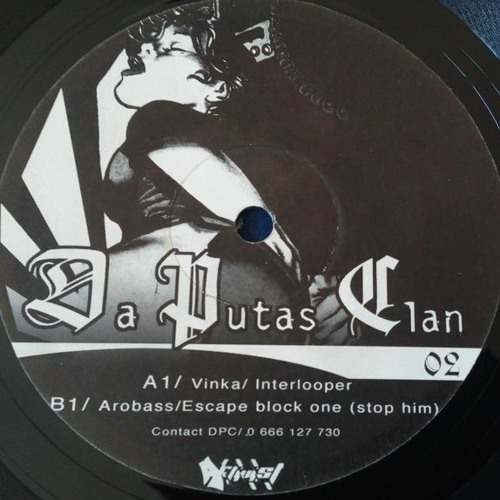 Da Putas Clan
02
A1/ Vinka/ Interlooper
B1/ Arobass/Escape block one (stop him)
Contact DPC/.0 666 127 730